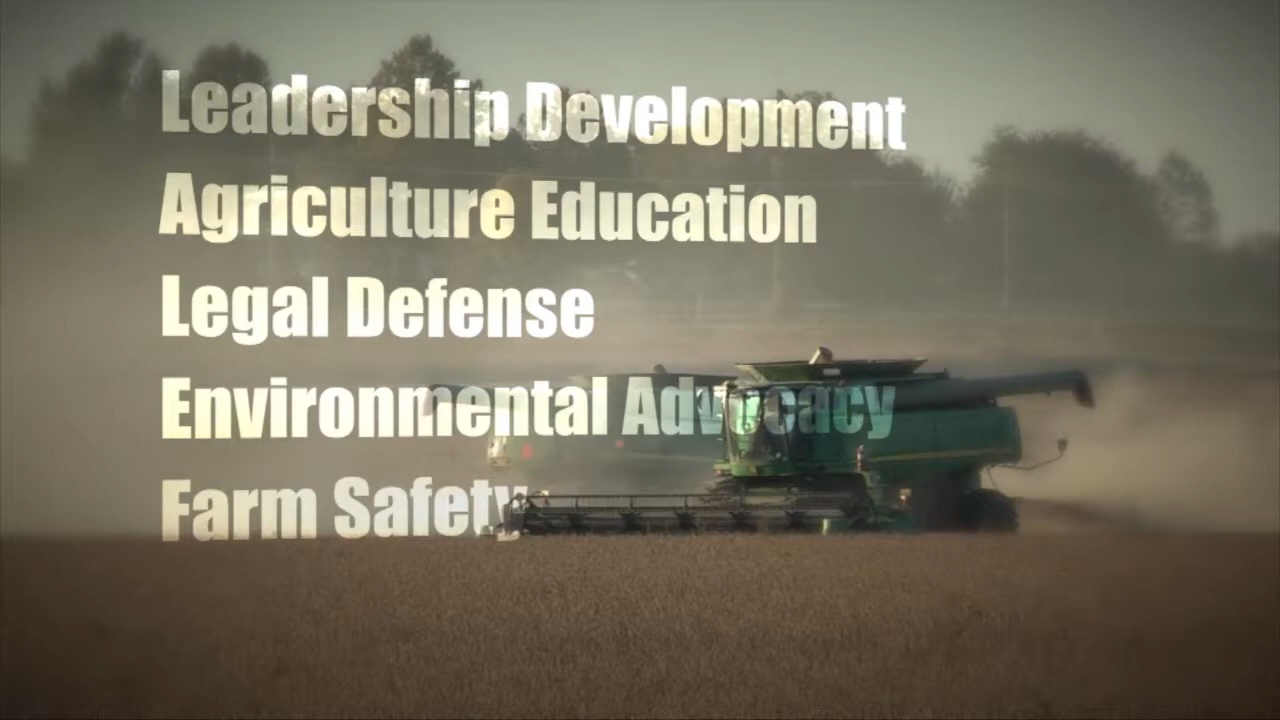 Leadership Development
Agriculture Education
Legal Defense
Environmental Advocacy
Farm Safety